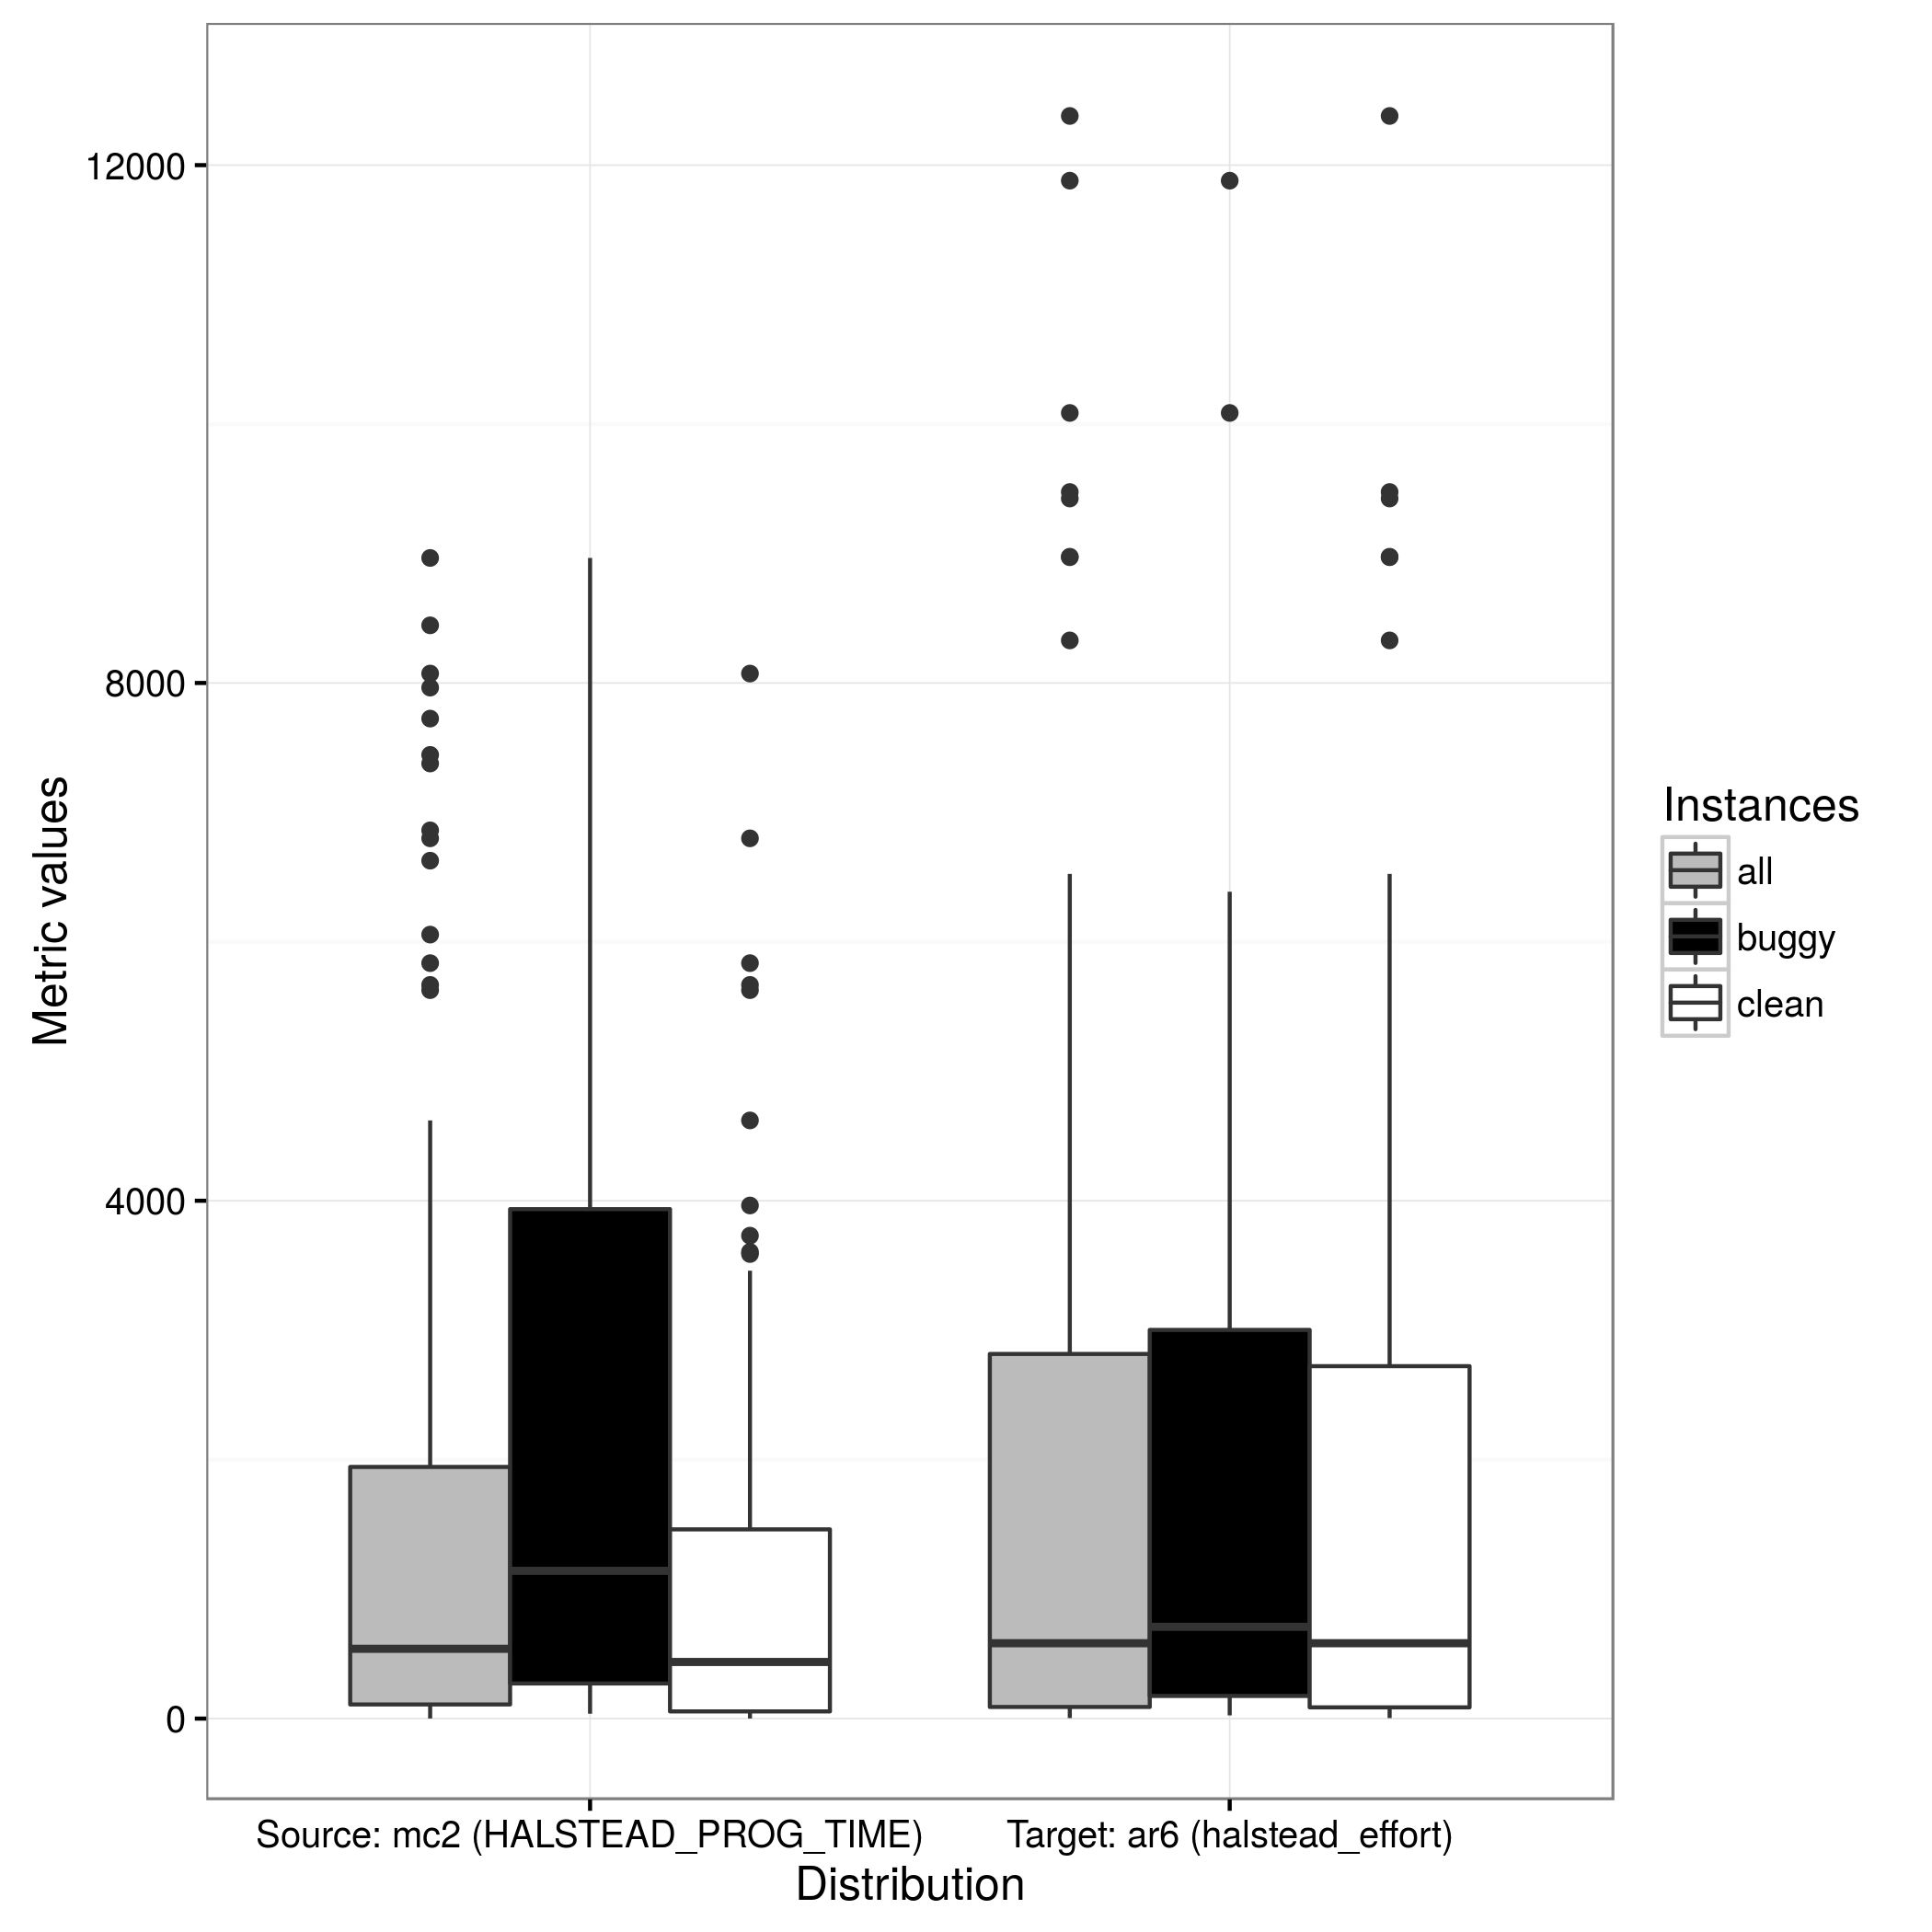 12000
8000
4000
0
Metric values
Source: mc2 (HALSTEAD_PROG_TIME)
Target: ar6 (halstead_effort)
Distribution
Instances
all
buggy
clean